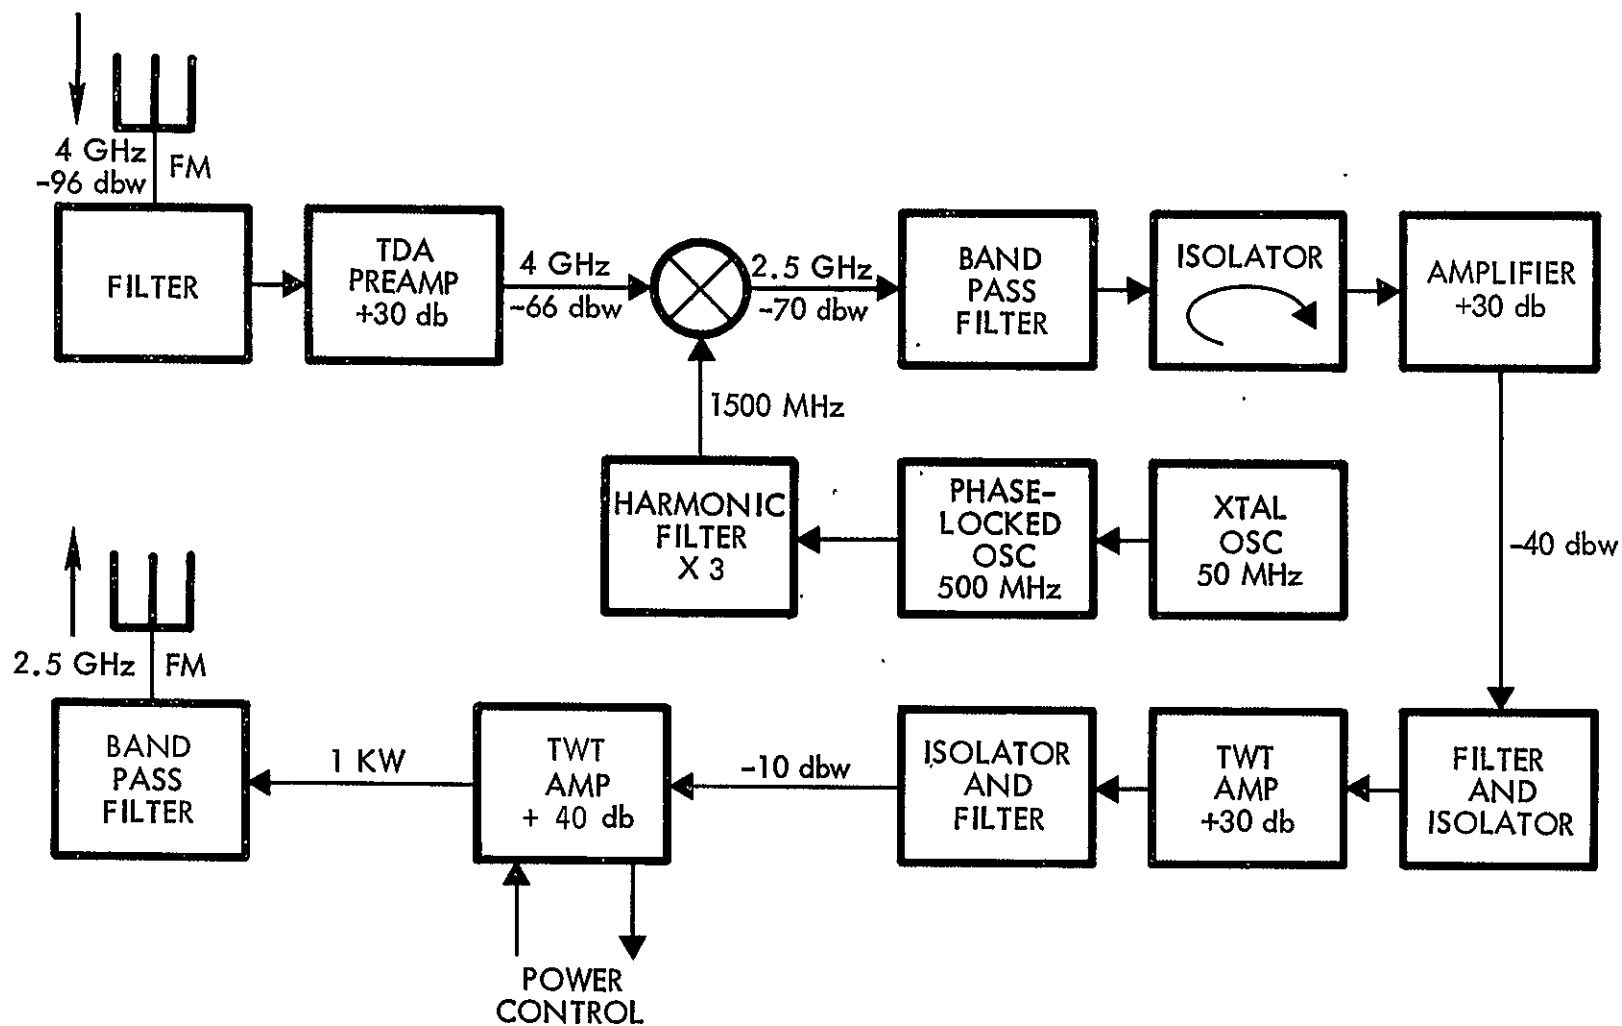 4 GHz
-96 dbw
FM
FILTER
TDA
PREAMP
+30 db
4 GHz
-66 dbw
2.5 GHz
-70 dbw
BAND
PASS
FILTER
ISOLATOR
AMPLIFIER
+30 db
1500 MHz
HARMONIC
FILTER
X 3
PHASE-
LOCKED
OSC
500 MHz
XTAL
OSC
50 MHz
-40 dbw
2.5 GHz
FM
BAND
PASS
FILTER
1 KW
TWT
AMP
+ 40 db
-10 dbw
ISOLATOR
AND
FILTER
TWT
AMP
+30 db
FILTER
AND
ISOLATOR
POWER
CONTROL